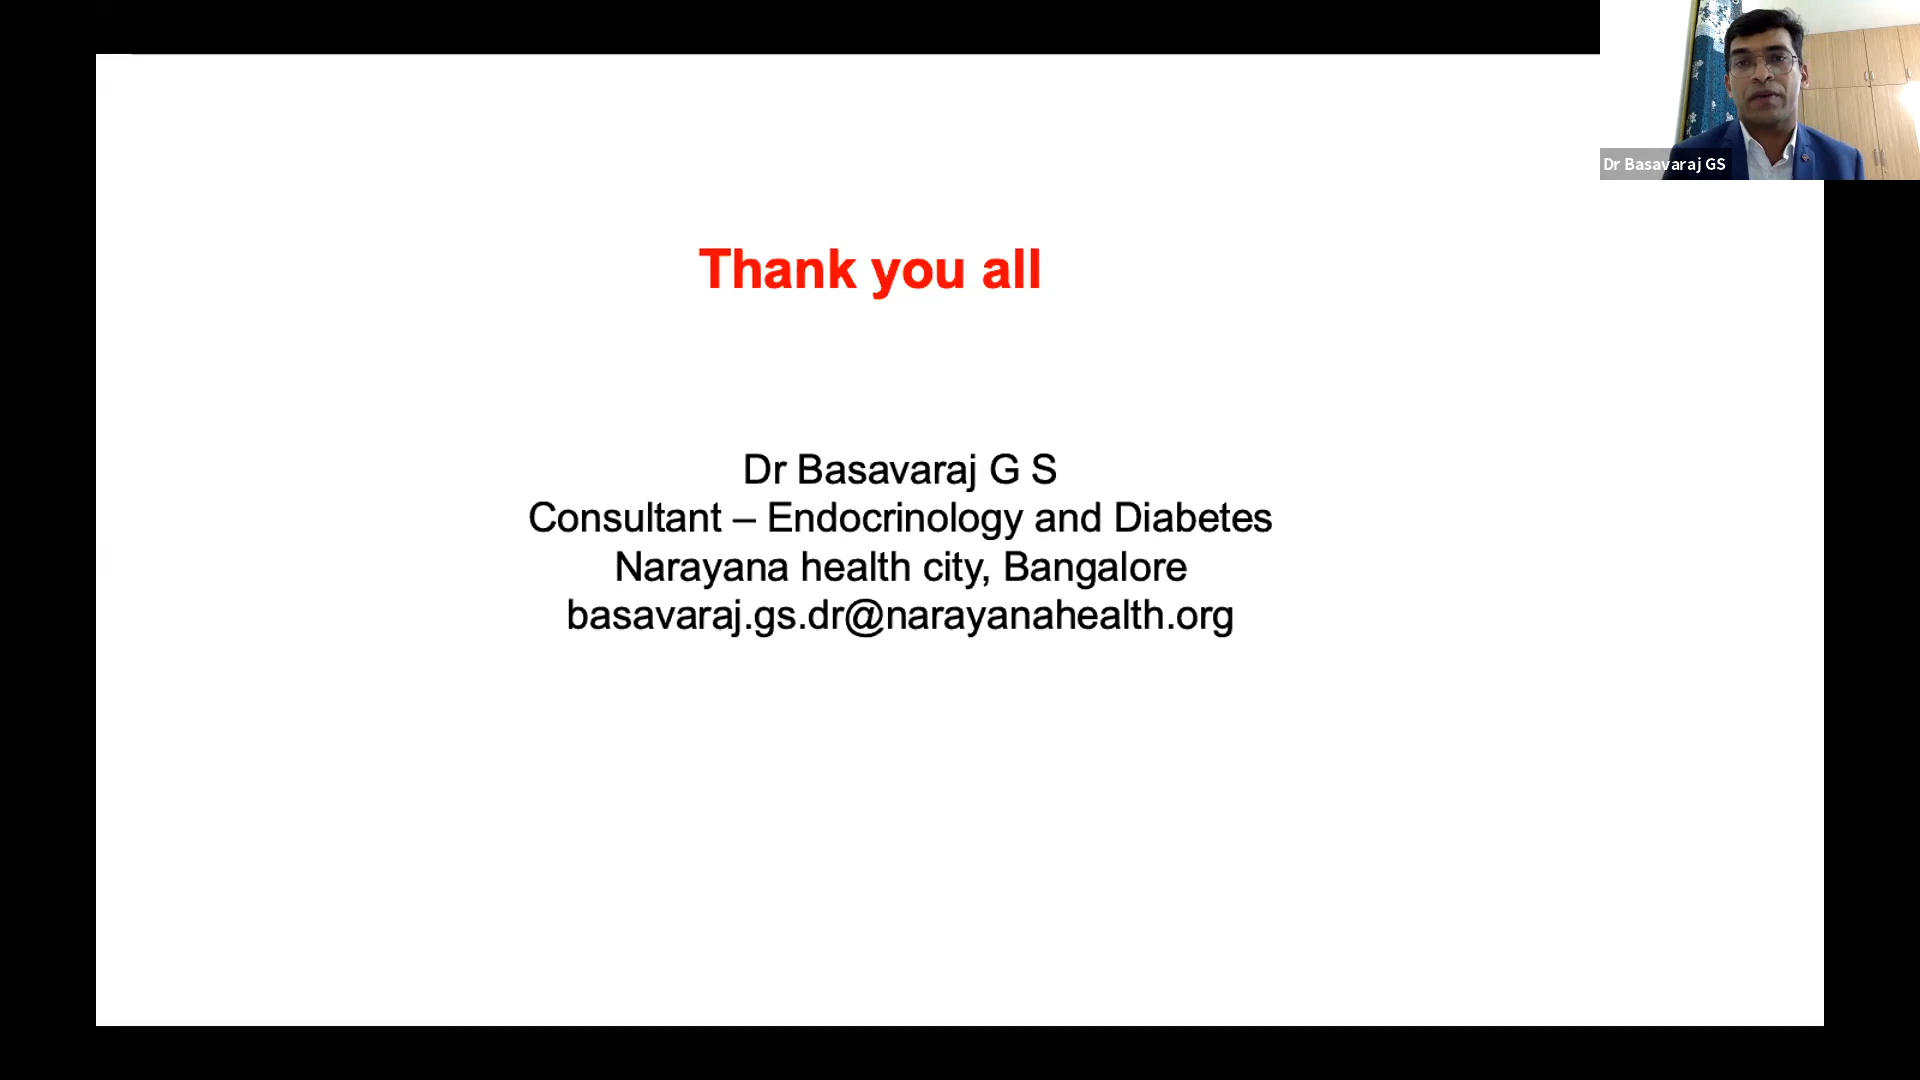 Thank you all
Dr Basavaraj G S
Consultant – Endocrinology and Diabetes
Narayana health city, Bangalore
basavaraj.gs.dr@narayanahealth.org
Dr Basavaraj GS